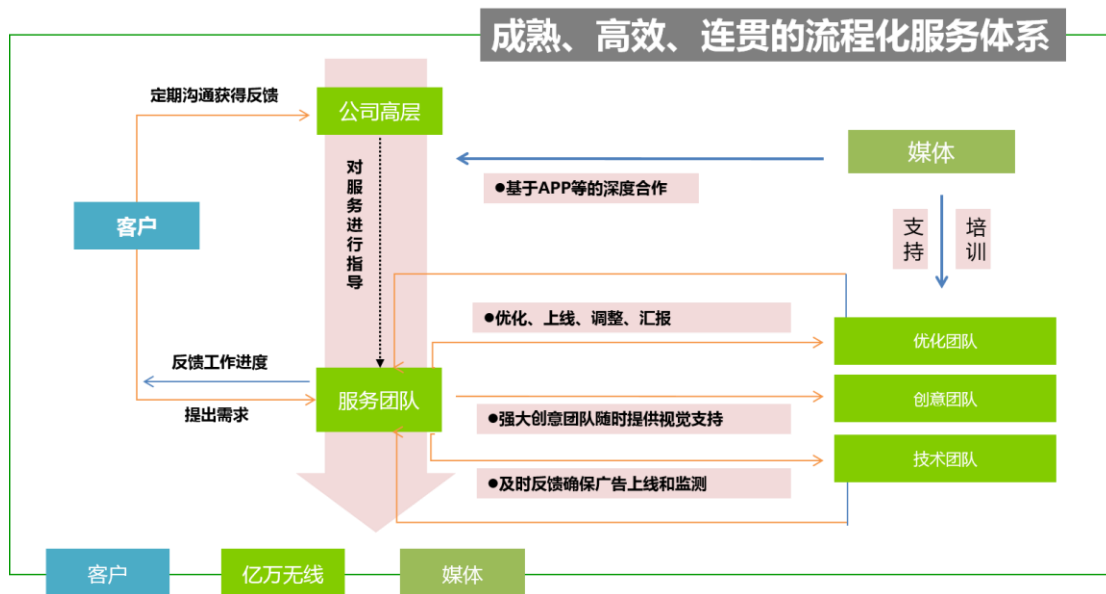 成熟、高效、连贯的流程化服务体系
定期沟通获得反馈
公司高层
媒体
对服务进行指导
●基于APP等的深度合作
客户
支持
培训
●优化、上线、调整、汇报
优化团队
反馈工作进度
服务团队
创意团队
提出需求
●强大创意团队随时提供视觉支持
技术团队
●及时反馈确保广告上线和监测
客户
亿万无线
媒体